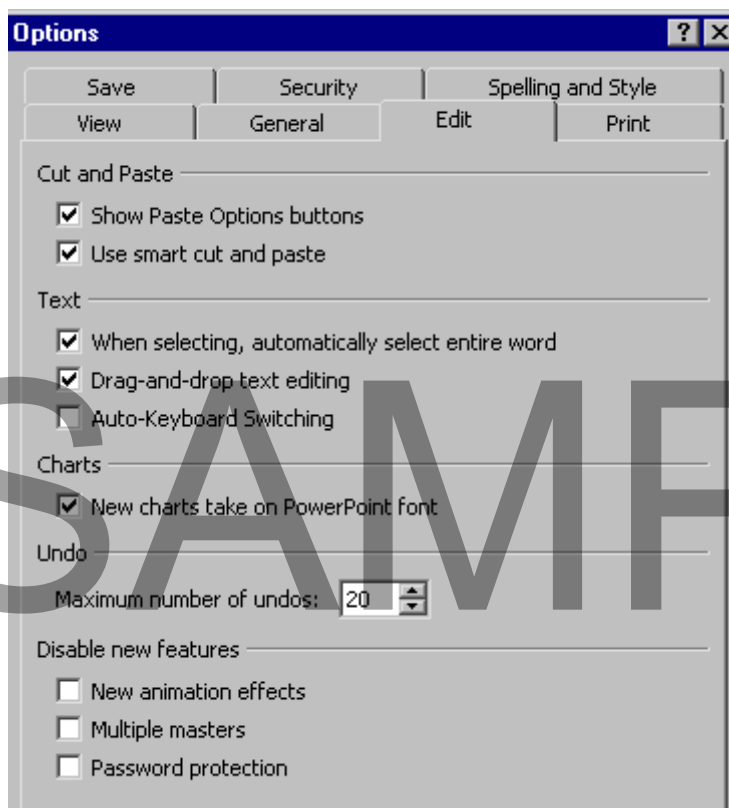 Options
Save Security Spelling and Style
View General Edit Print
Cut and Paste
Show Paste Options buttons
Use smart cut and paste
Text
When selecting, automatically select entire word
Drag-and-drop text editing
Auto-Keyboard Switching
Charts
New charts take on PowerPoint font
Undo
Maximum number of undos: 20
Disable new features
New animation effects
Multiple masters
Password protection